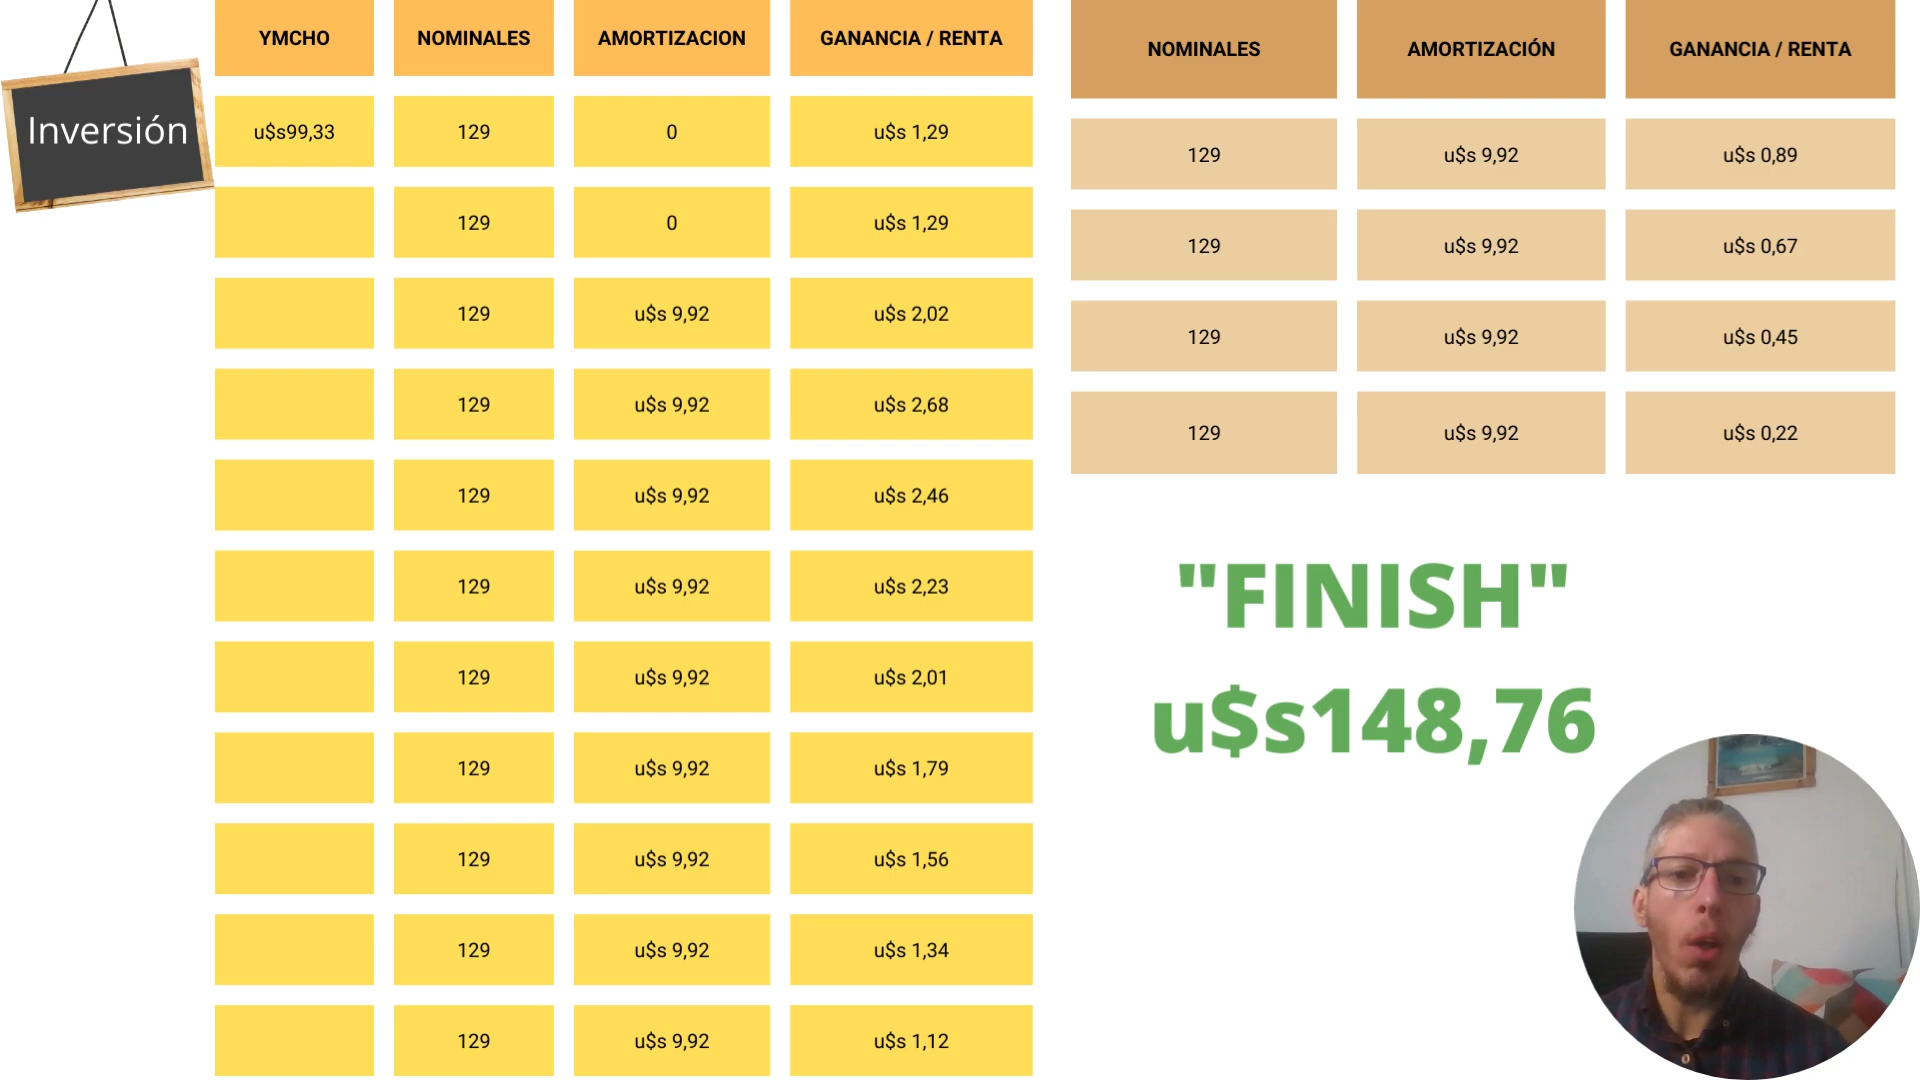 Inversión
YMCHO NOMINALES AMORTIZACION GANANCIA / RENTA
u$s99,33 129 0 u$s 1,29
129 0 u$s 1,29
129 u$s 9,92 u$s 2,02
129 u$s 9,92 u$s 2,68
129 u$s 9,92 u$s 2,46
129 u$s 9,92 u$s 2,23
129 u$s 9,92 u$s 2,01
129 u$s 9,92 u$s 1,79
129 u$s 9,92 u$s 1,56
129 u$s 9,92 u$s 1,34
129 u$s 9,92 u$s 1,12
NOMINALES AMORTIZACIÓN GANANCIA / RENTA
129 u$s 9,92 u$s 0,89
129 u$s 9,92 u$s 0,67
129 u$s 9,92 u$s 0,45
129 u$s 9,92 u$s 0,22
"FINISH"
u$s148,76